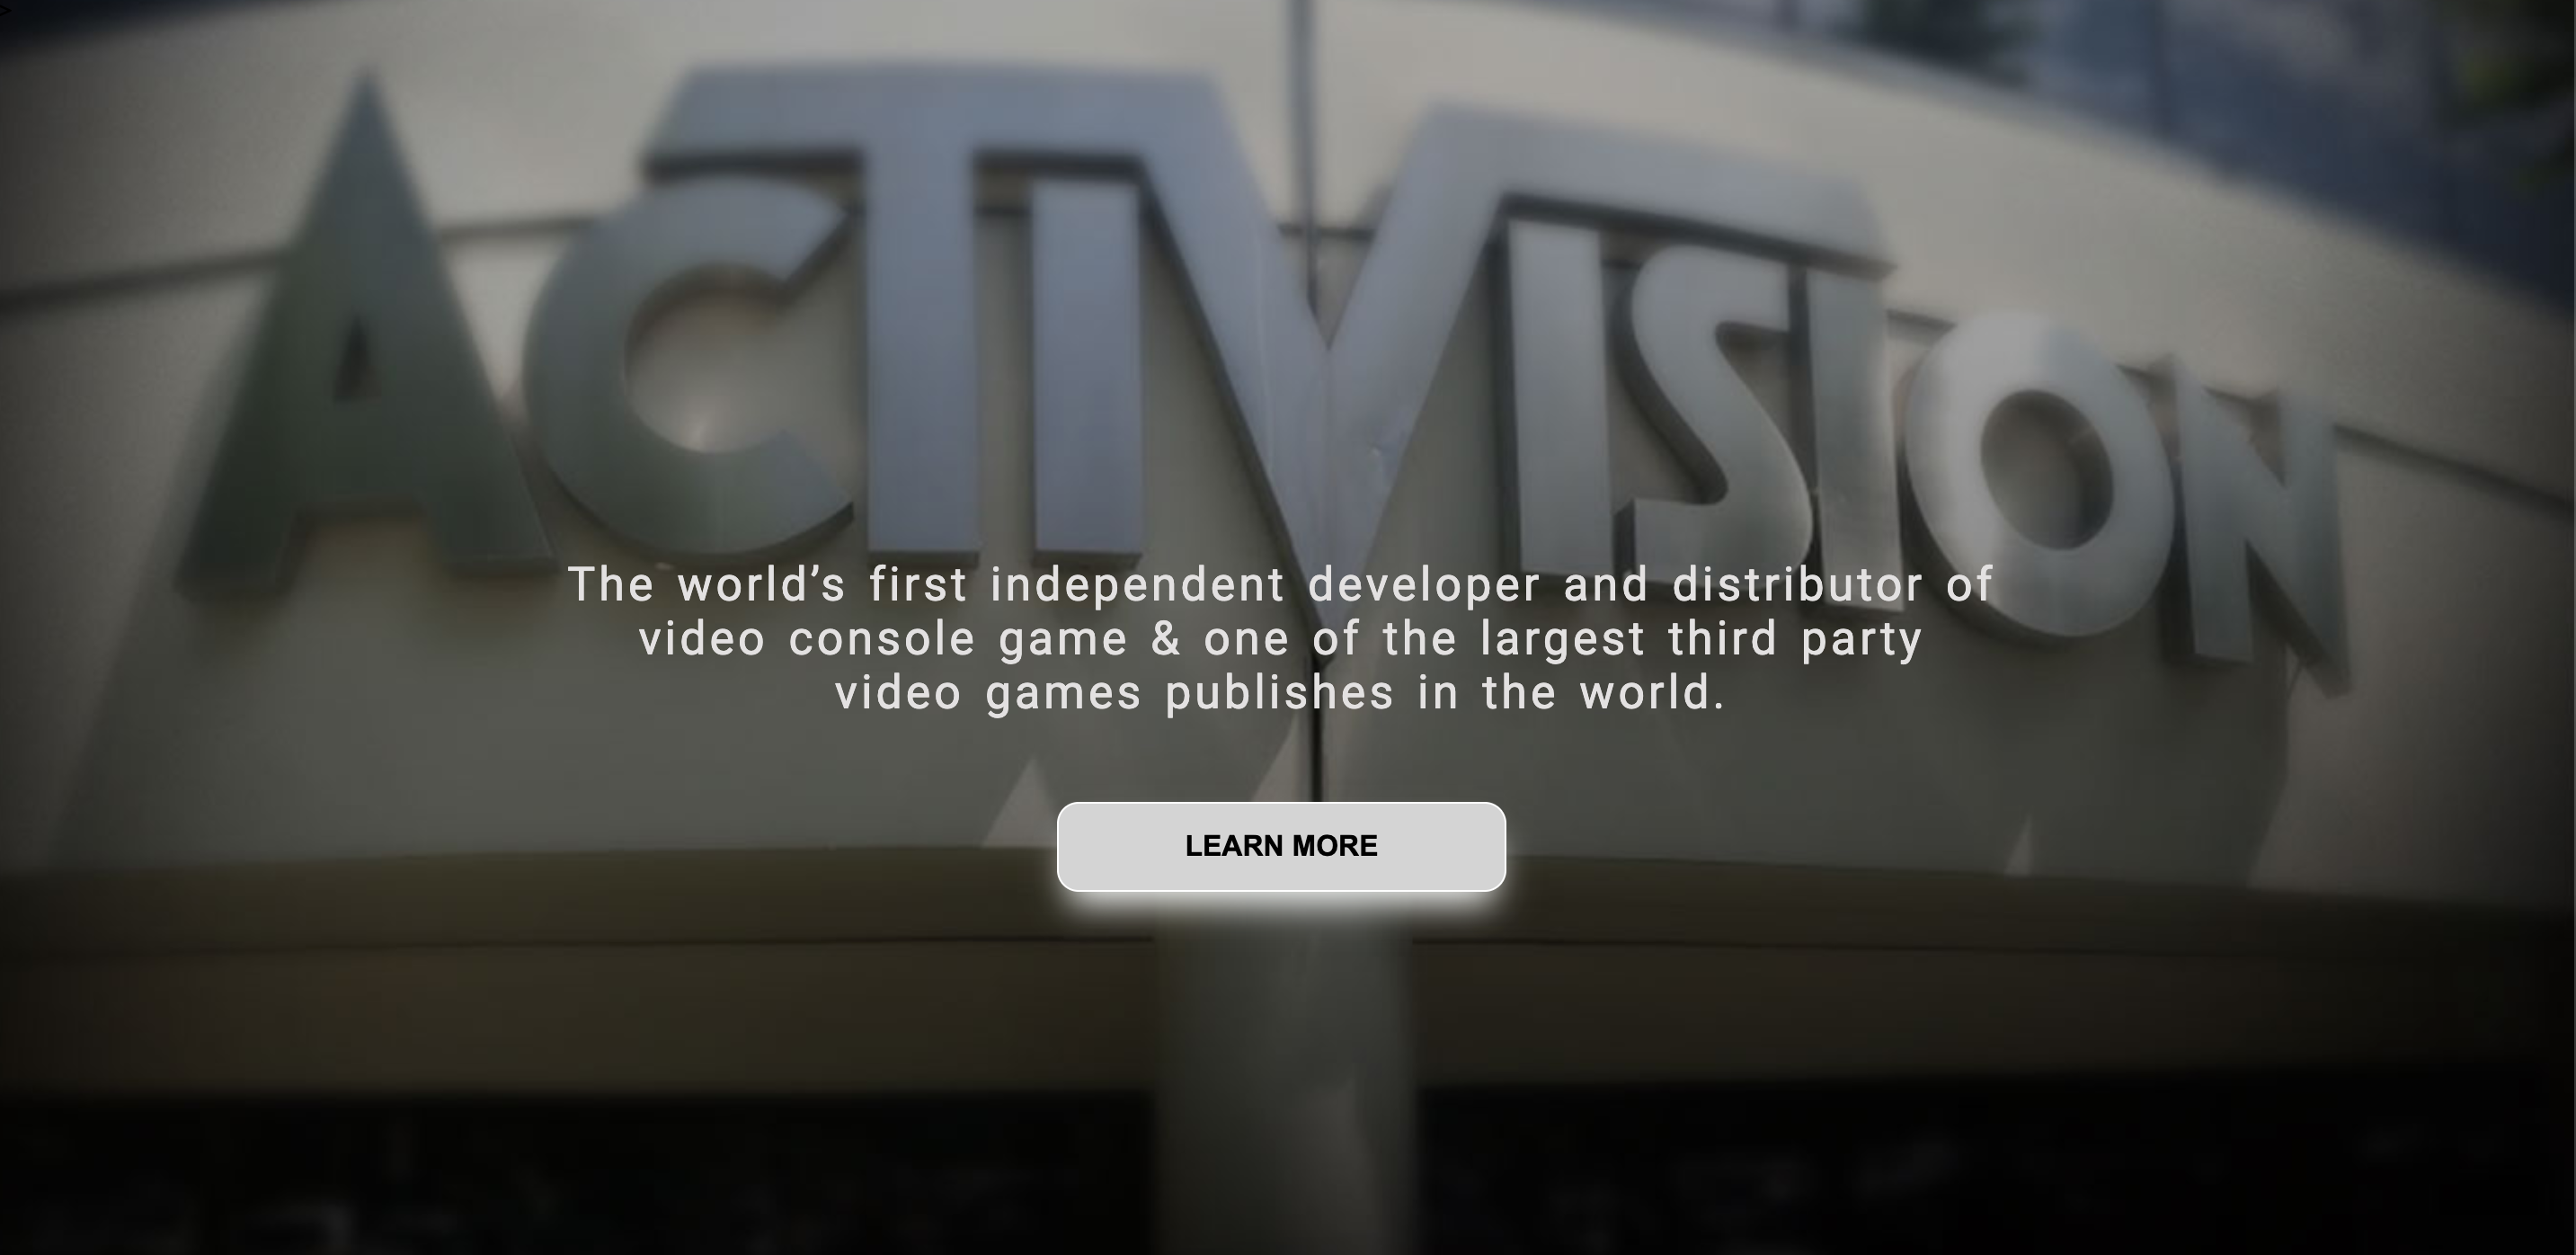 >
ACTIVISION
The world’s first independent developer and distributor of
video console game & one of the largest third party
video games publishes in the world.
LEARN MORE